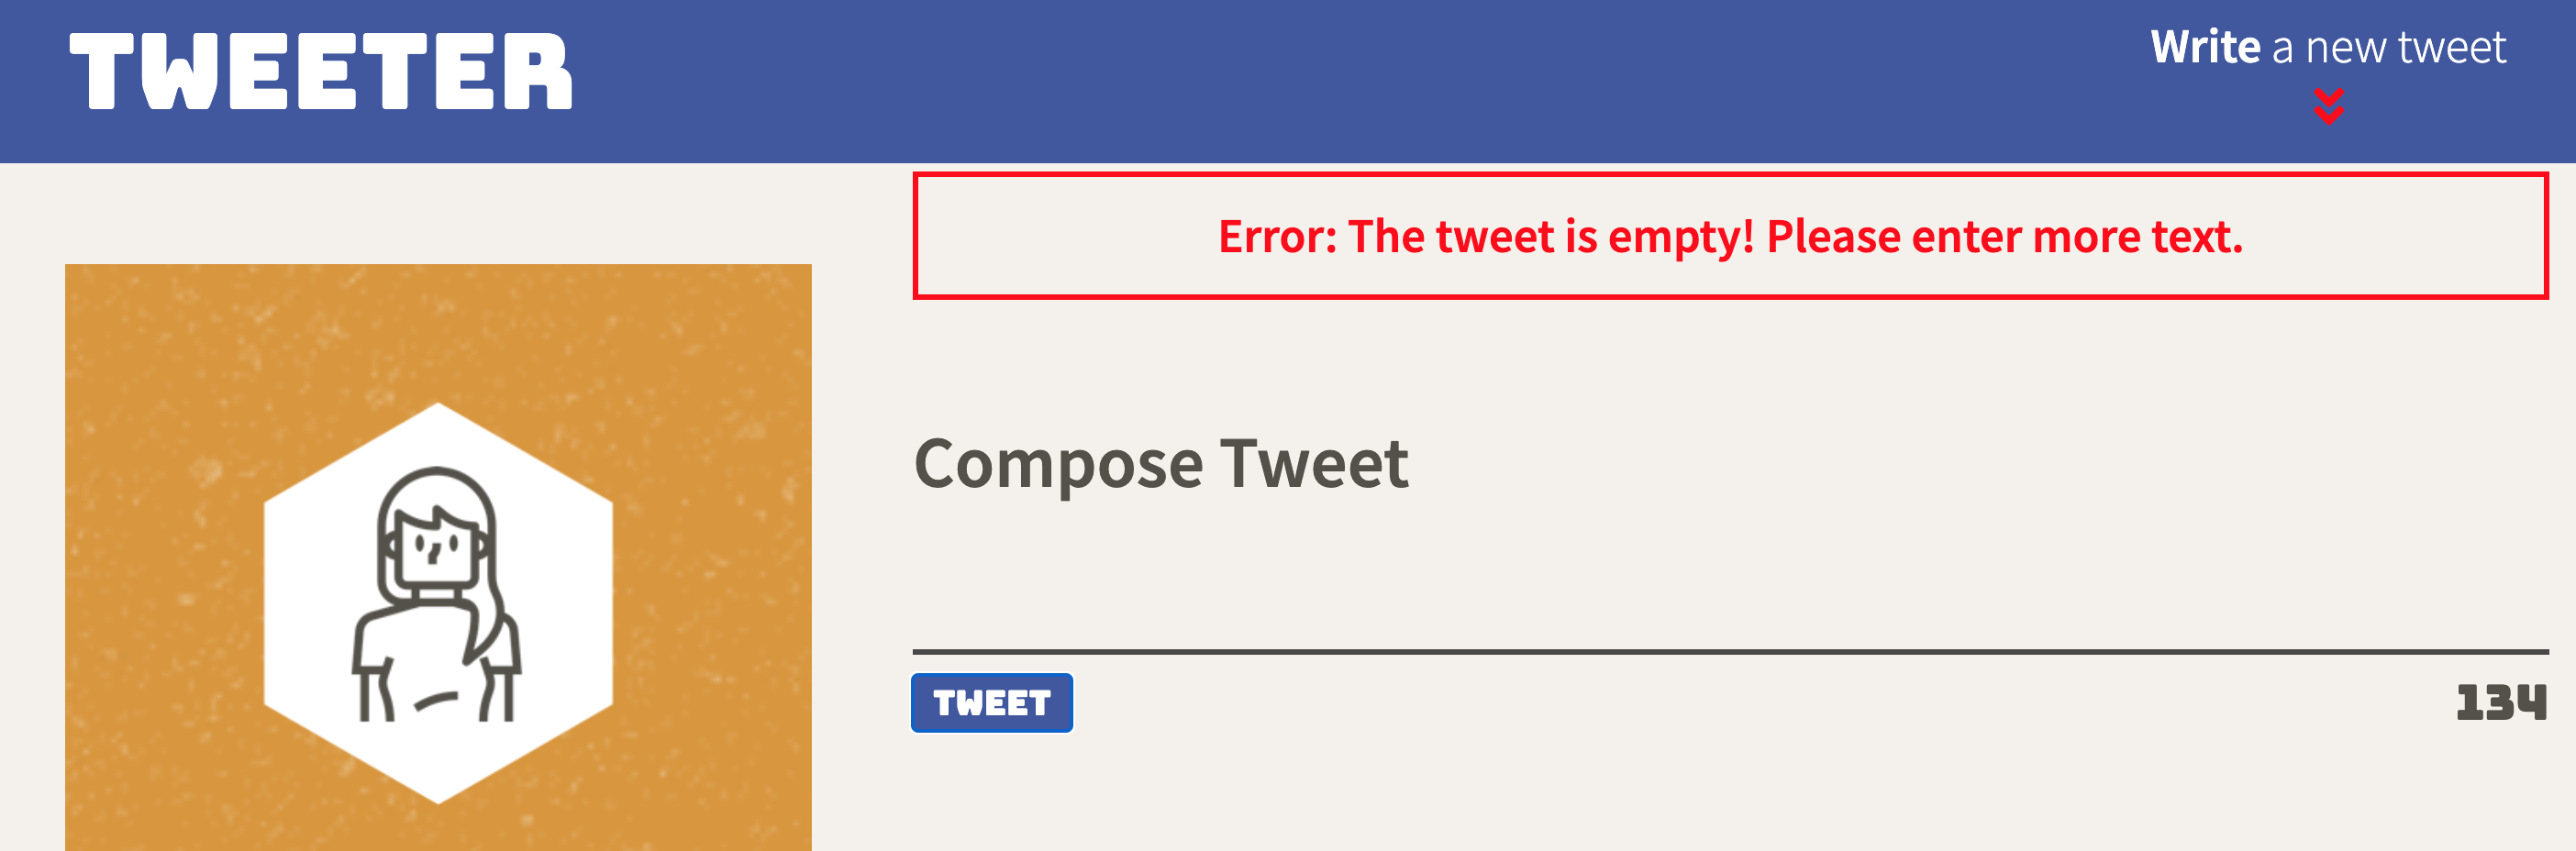 TWEETER
Write a new tweet
Error: The tweet is empty! Please enter more text.
Compose Tweet
TWEET
134